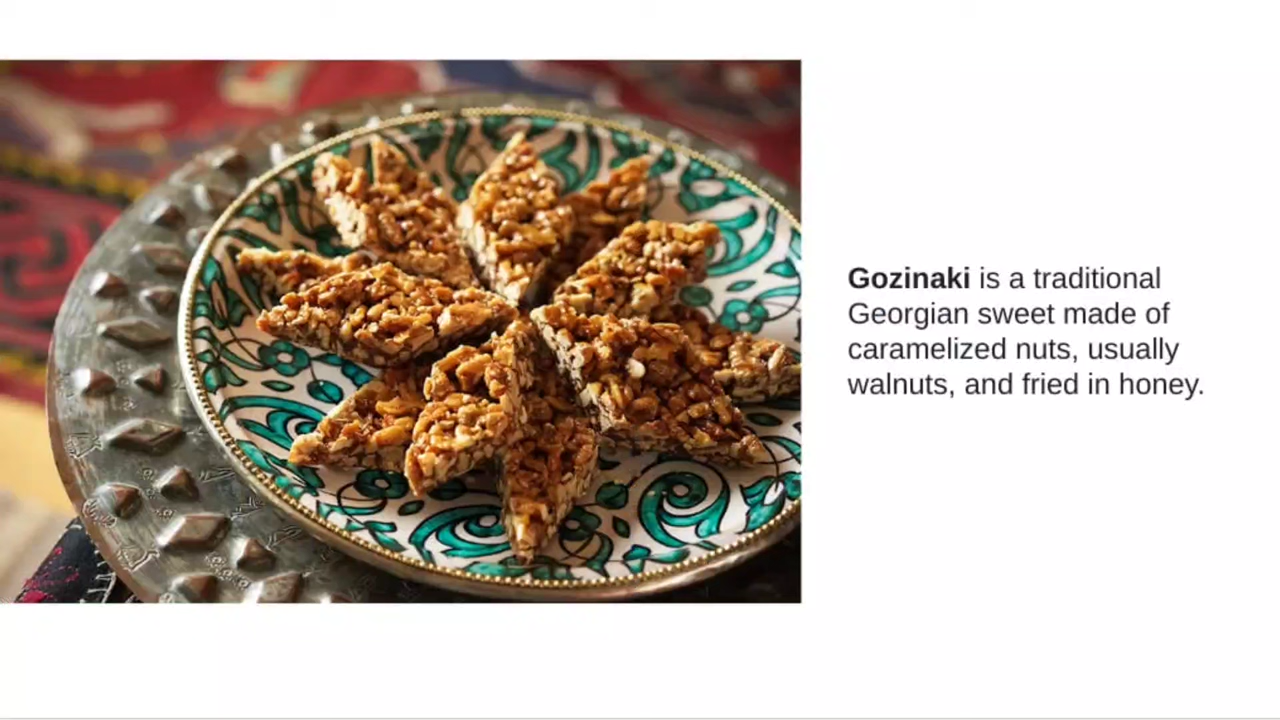 Gozinaki is a traditional
Georgian sweet made of
caramelized nuts, usually
walnuts, and fried in honey.